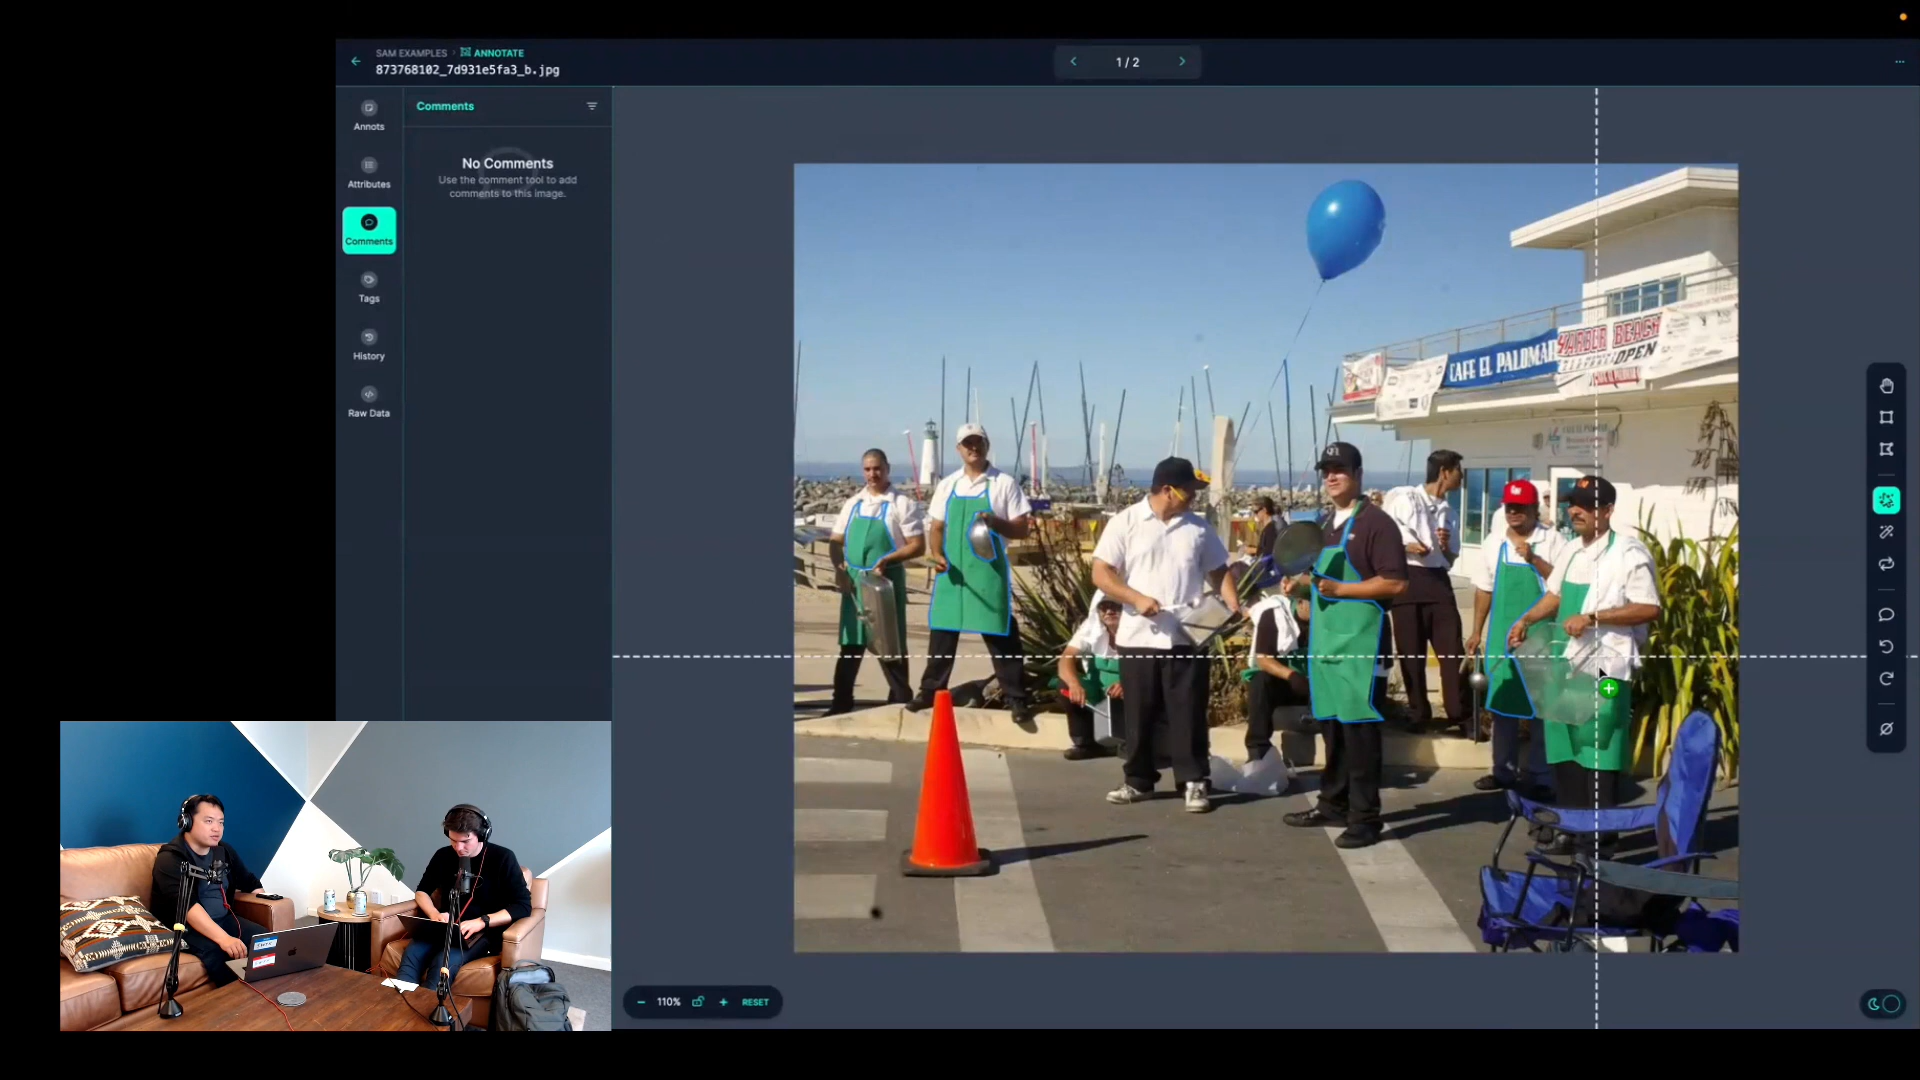 SAM EXAMPLES › ANNOTATE
873768102_7d931e5fa3_b.jpg
1 / 2
Annots
Attributes
Comments
Tags
History
Raw Data
Comments
No Comments
Use the comment tool to add
comments to this image.
CAFE EL PALOMAR
HARBOR BEACH
OPEN
110%
RESET